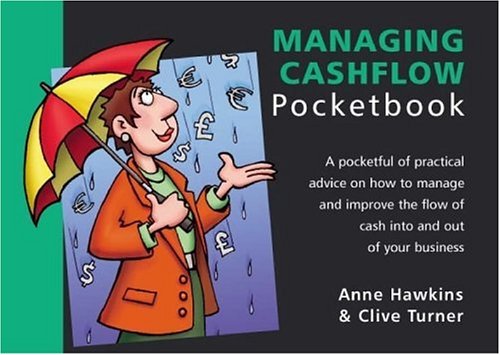 MANAGING
CASHFLOW
Pocketbook
A pocketful of practical
advice on how to manage
and improve the flow of
cash into and out
of your business
Anne Hawkins
& Clive Turner